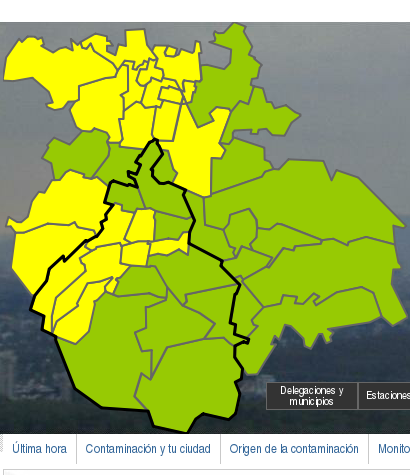 Delegaciones y
municipios
Estaciones
Última hora
Contaminación y tu ciudad
Origen de la contaminación
Monito